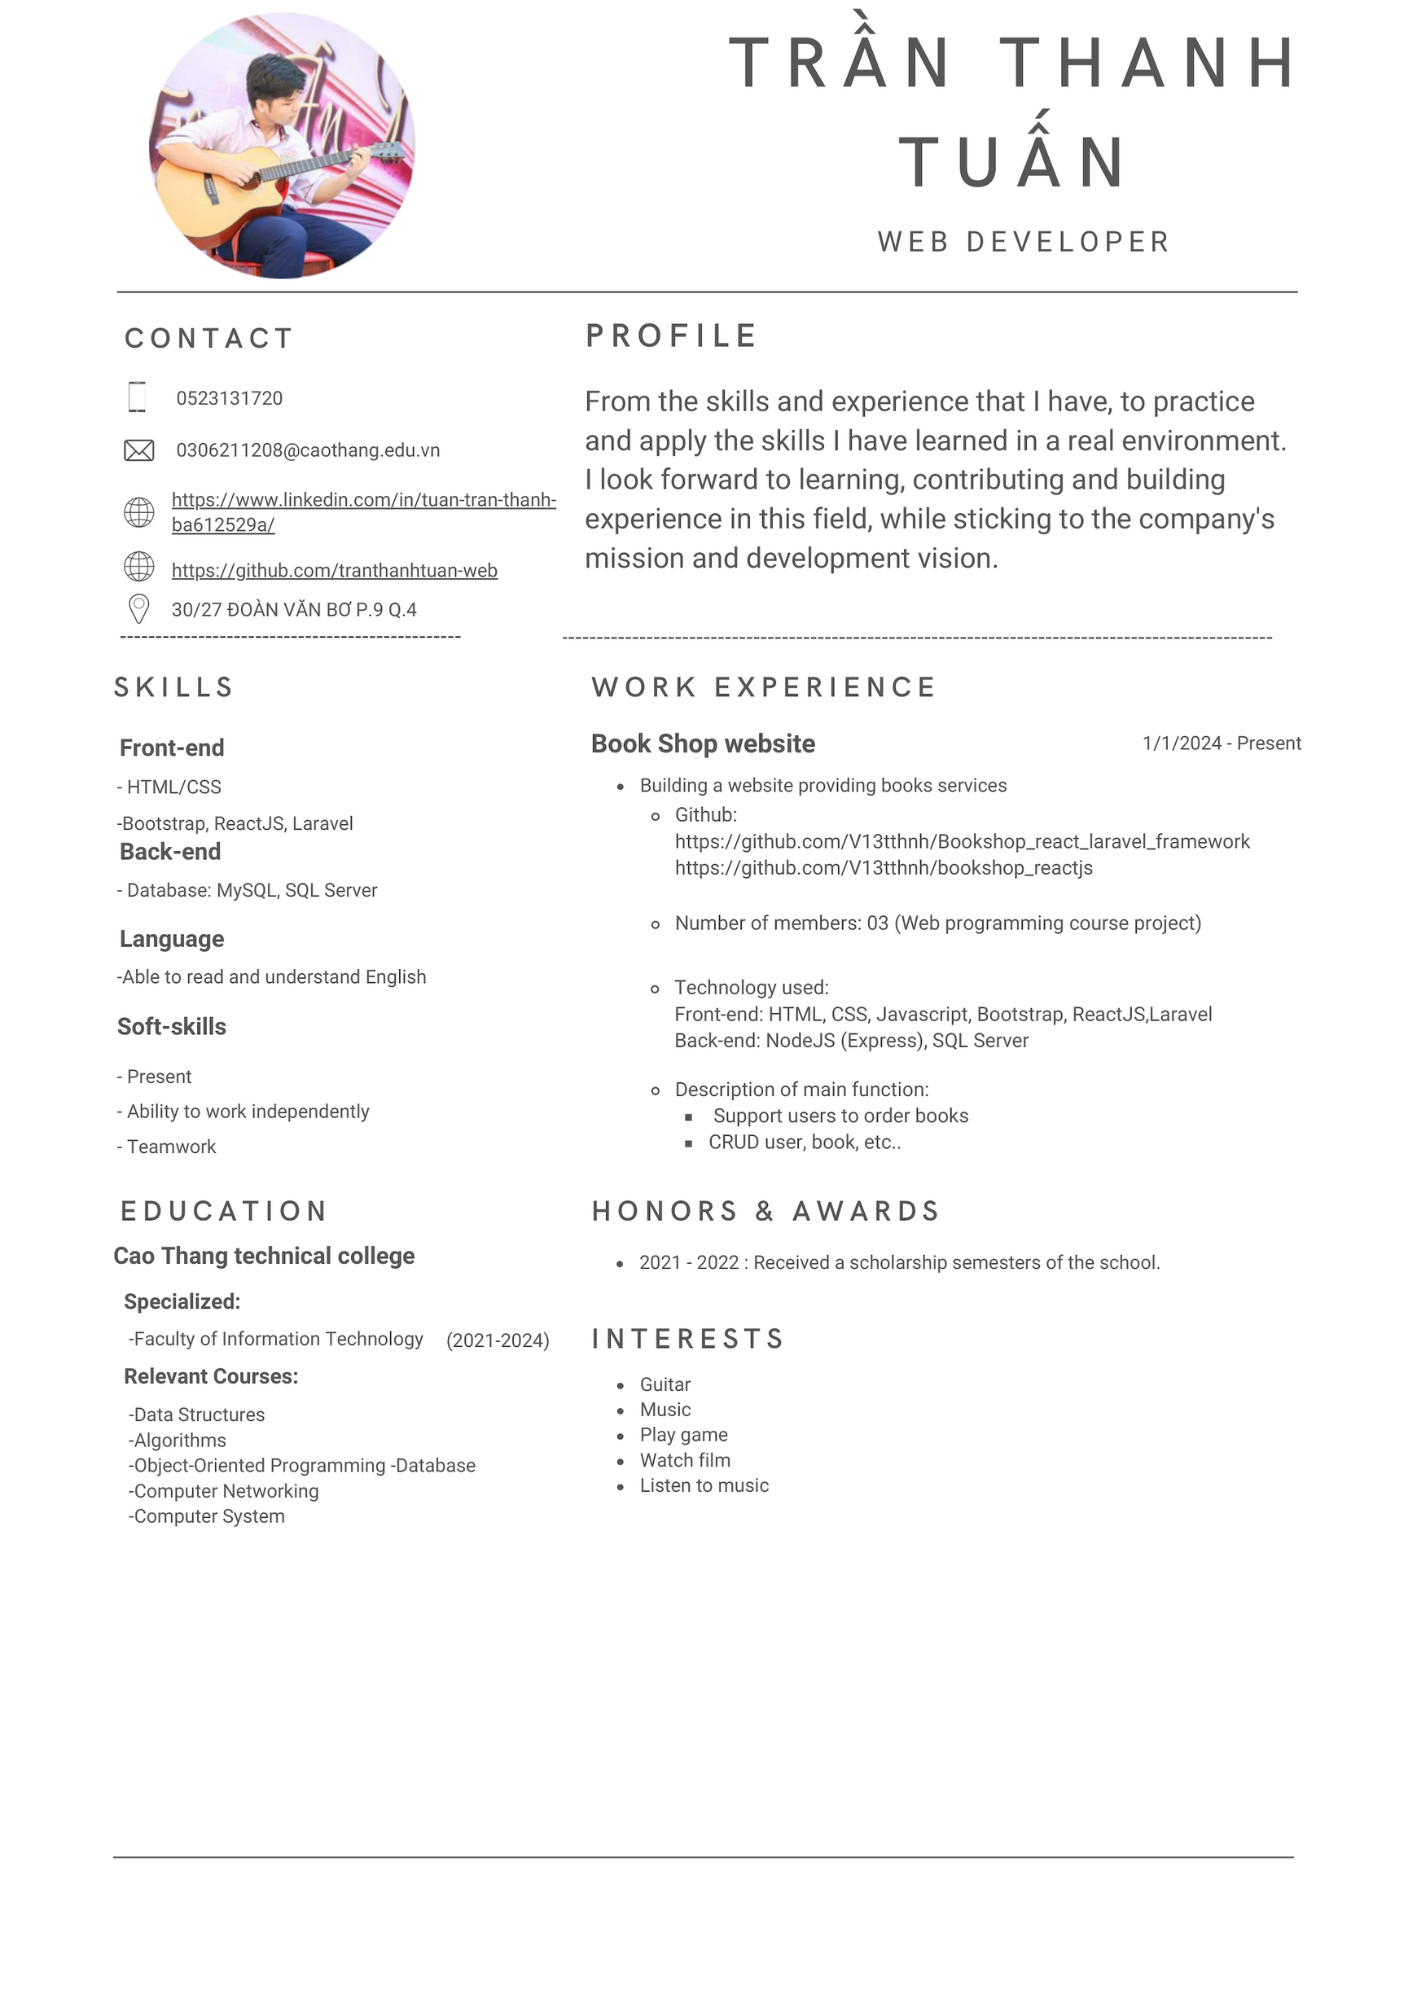 TRẦN THANH
TUẤN
WEB DEVELOPER
CONTACT
0523131720
0306211208@caothang.edu.vn
https://www.linkedin.com/in/tuan-tran-thanh-
ba612529a/
https://github.com/tranthanhtuan-web
30/27 ĐOÀN VĂN BƠ P.9 Q.4
PROFILE
From the skills and experience that I have, to practice
and apply the skills I have learned in a real environment.
I look forward to learning, contributing and building
experience in this field, while sticking to the company's
mission and development vision.
SKILLS
Front-end
- HTML/CSS
-Bootstrap, ReactJS, Laravel
Back-end
- Database: MySQL, SQL Server
Language
-Able to read and understand English
Soft-skills
- Present
- Ability to work independently
- Teamwork
WORK EXPERIENCE
Book Shop website 1/1/2024 - Present
• Building a website providing books services
Github:
https://github.com/V13tthnh/Bookshop_react_laravel_framework
https://github.com/V13tthnh/bookshop_reactjs
Number of members: 03 (Web programming course project)
Technology used:
Front-end: HTML, CSS, Javascript, Bootstrap, ReactJS,Laravel
Back-end: NodeJS (Express), SQL Server
Description of main function:
Support users to order books
CRUD user, book, etc..
EDUCATION
Cao Thang technical college
Specialized:
-Faculty of Information Technology (2021-2024)
Relevant Courses:
-Data Structures
-Algorithms
-Object-Oriented Programming -Database
-Computer Networking
-Computer System
HONORS & AWARDS
• 2021 - 2022 : Received a scholarship semesters of the school.
INTERESTS
• Guitar
• Music
• Play game
• Watch film
• Listen to music